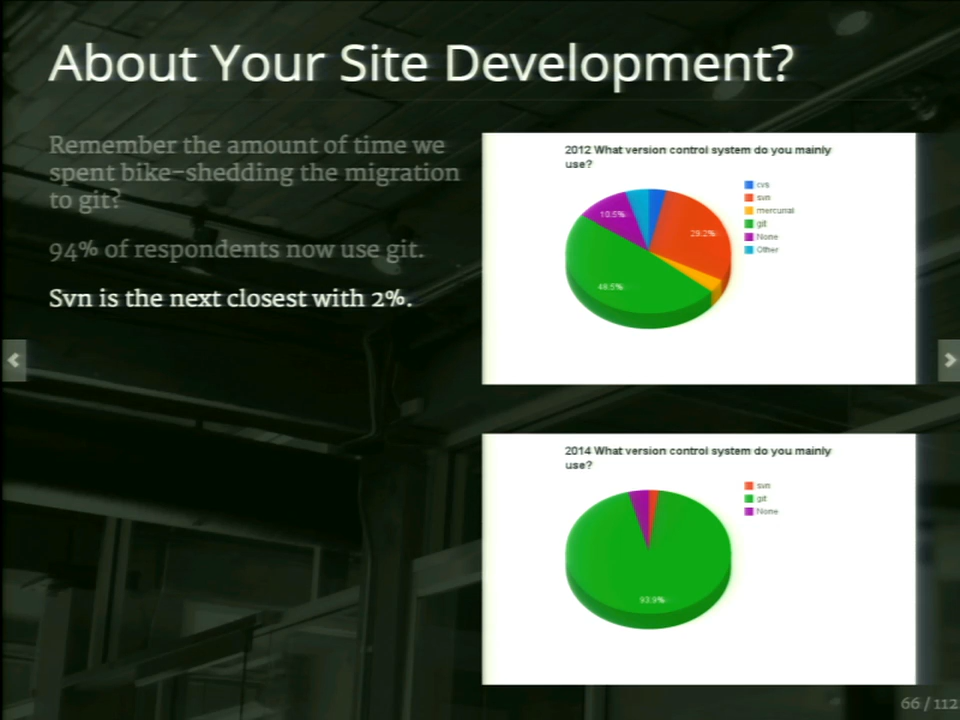 About Your Site Development?
Remember the amount of time we
spent bike-shedding the migration
to git?
94% of respondents now use git.
Svn is the next closest with 2%.
2012 What version control system do you mainly
use?
cvs
svn
mercurial
git
None
Other
10.5%
29.2%
48.5%
2014 What version control system do you mainly
use?
svn
git
None
93.9%
66 / 112